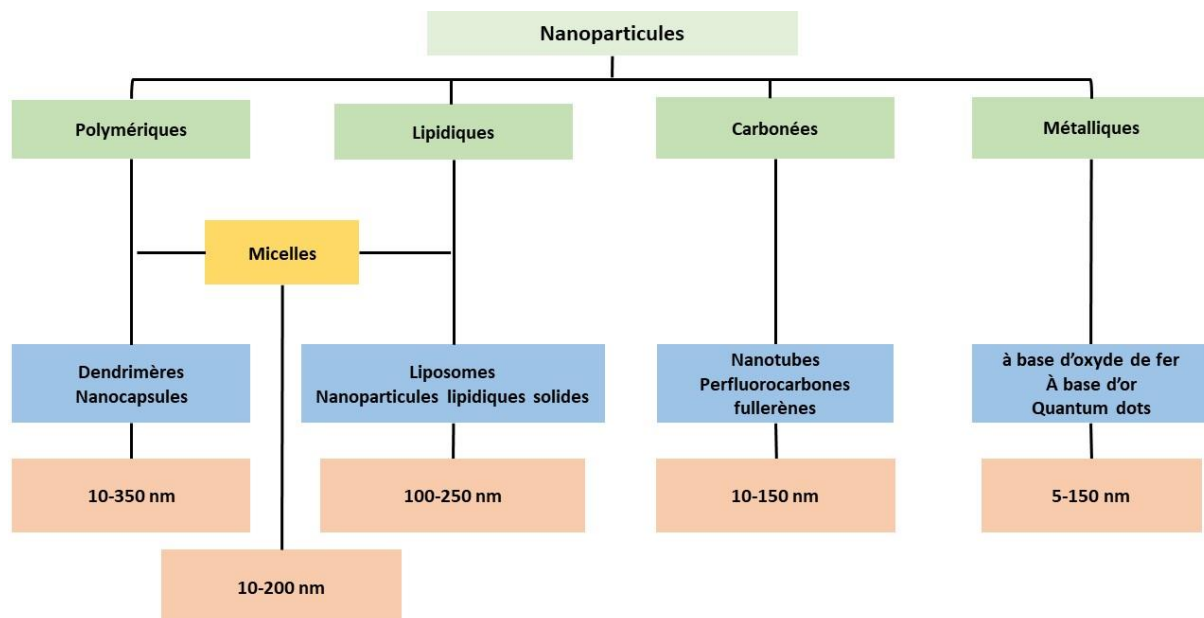 Nanoparticules
Polymériques
Lipidiques
Carbonées
Métalliques
Micelles
Dendrimères
Nanocapsules
Liposomes
Nanoparticules lipidiques solides
Nanotubes
Perfluorocarbones
fullerènes
à base d'oxyde de fer
À base d'or
Quantum dots
10-350 nm
100-250 nm
10-150 nm
5-150 nm
10-200 nm